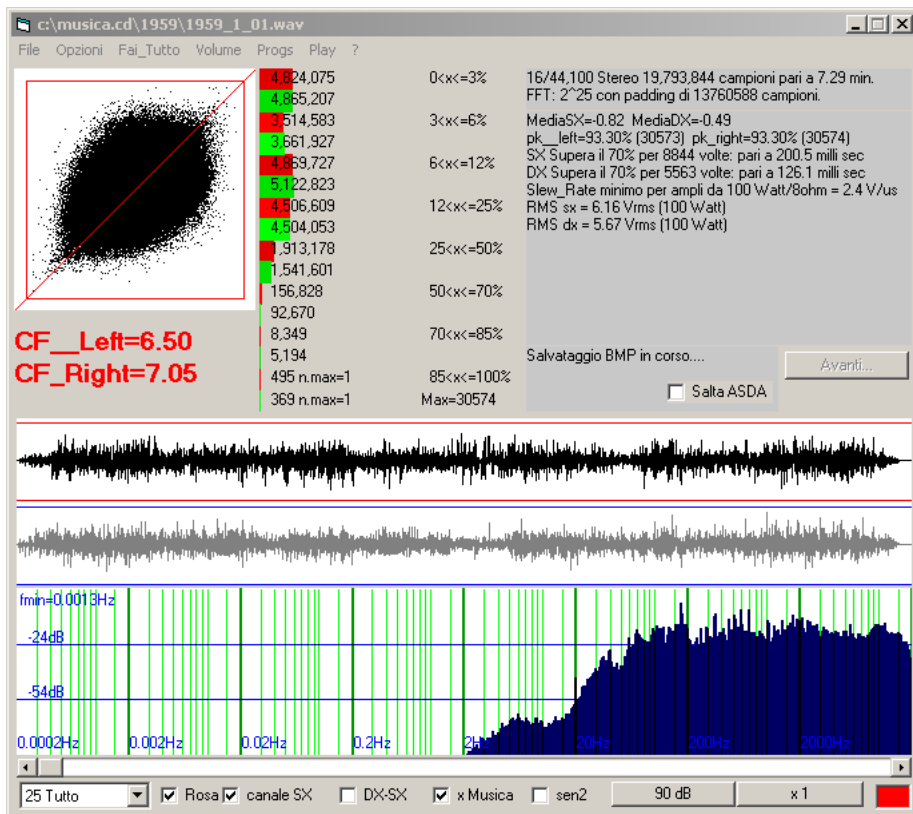 c:\musica.cd\1959\1959_1_01.wav
File Opzioni Fai_Tutto Volume Progs Play ?
4,824,075 0<x<=3%
4,865,207
3,514,583 3<x<=6%
3,661,927
4,869,727 6<x<=12%
5,122,823
4,506,609 12<x<=25%
4,504,053
1,913,178 25<x<=50%
1,541,601
156,828 50<x<=70%
92,670
8,349 70<x<=85%
5,194
495 n.max=1 85<x<=100%
369 n.max=1 Max=30574
16/44,100 Stereo 19,793,844 campioni pari a 7.29 min.
FFT: 2^25 con padding di 13760588 campioni.
MediaSX=-0.82 MediaDX=-0.49
pk__left=93.30% (30573) pk_right=93.30% (30574)
SX Supera il 70% per 8844 volte: pari a 200.5 milli sec
DX Supera il 70% per 5563 volte: pari a 126.1 milli sec
Slew_Rate minimo per ampli da 100 Watt/8ohm = 2.4 V/us
RMS sx = 6.16 Vrms (100 Watt)
RMS dx = 5.67 Vrms (100 Watt)
CF__Left=6.50
CF_Right=7.05
Salvataggio BMP in corso....
Avanti...
Salta ASDA
fmin=0.0013Hz
-24dB
-54dB
0.0002Hz 0.002Hz 0.02Hz 0.2Hz 2Hz 20Hz 200Hz 2000Hz
25 Tutto Rosa canale SX DX-SX x Musica sen2 90 dB x 1